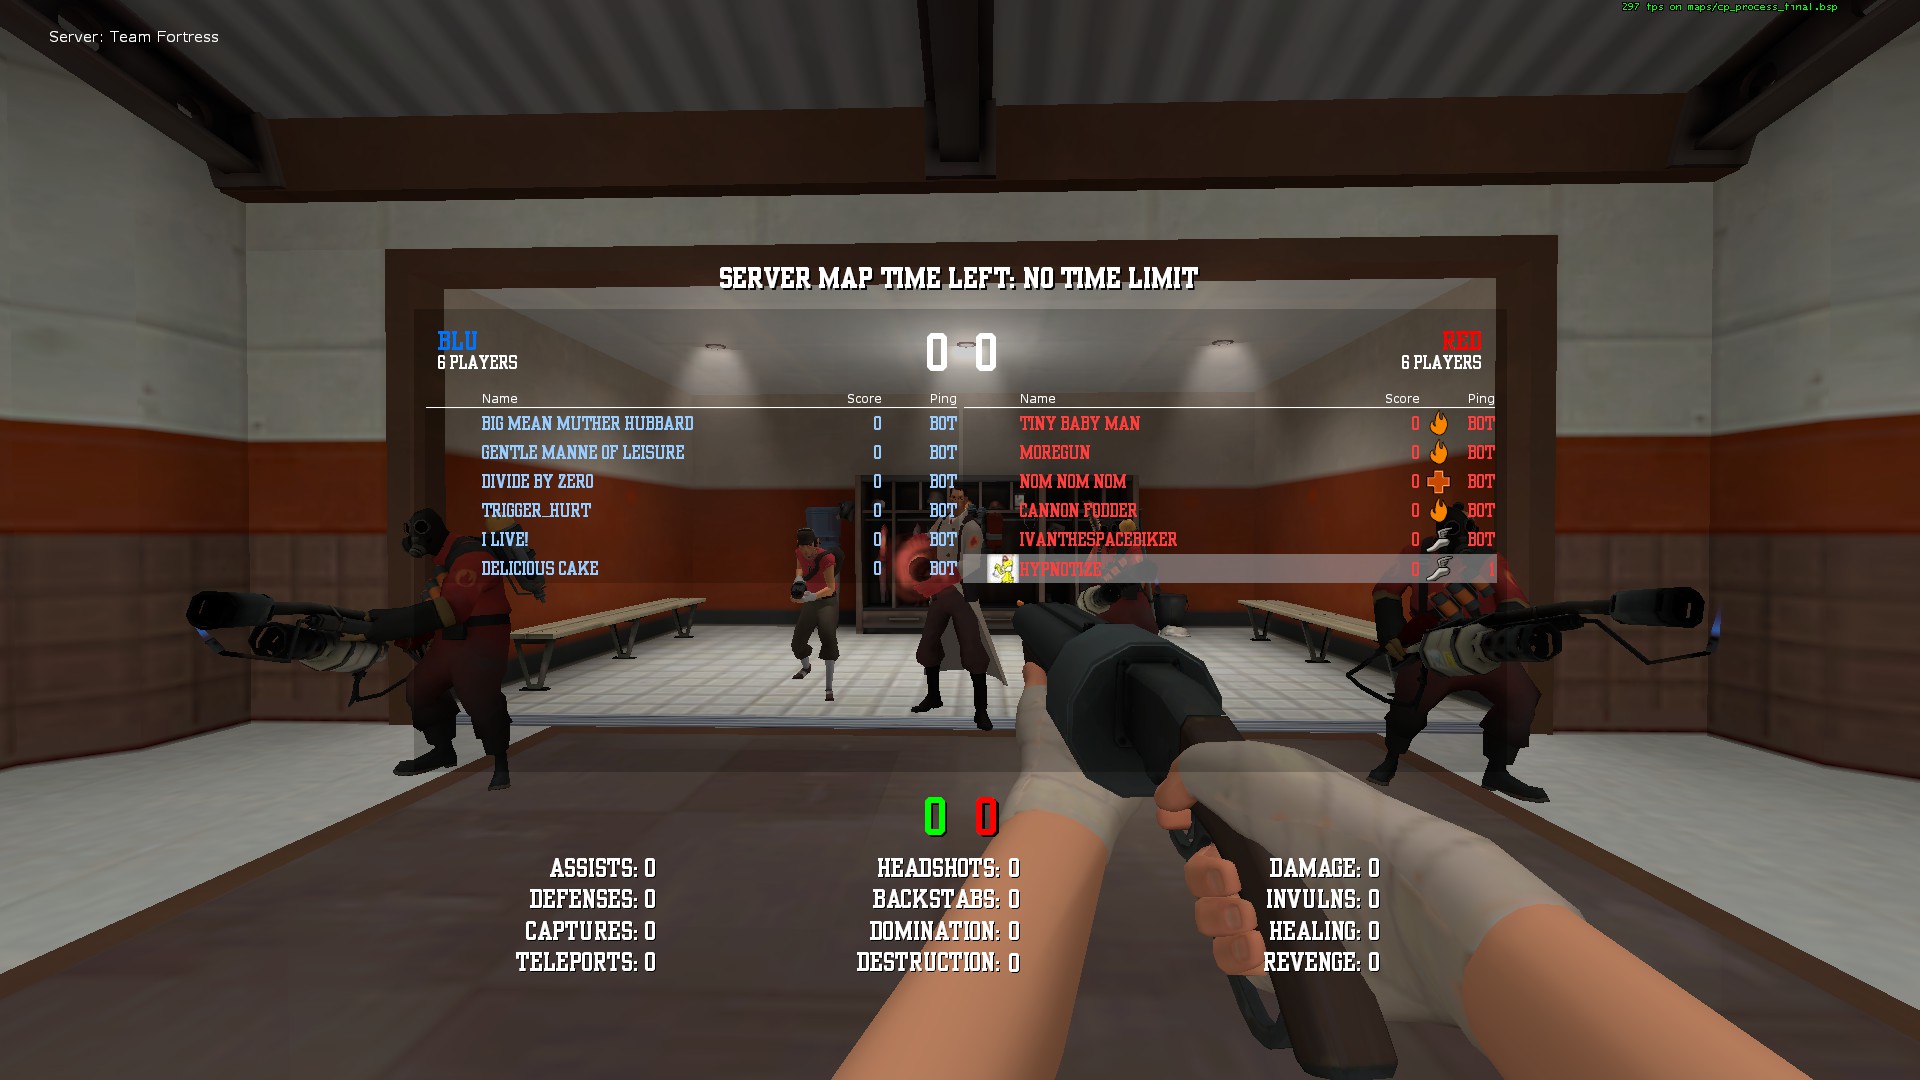 297 fps on maps/cp_process_final.bsp
Server: Team Fortress
SERVER MAP TIME LEFT: NO TIME LIMIT
BLU 0 0 RED
6 PLAYERS 6 PLAYERS
Name Score Ping Name Score Ping
BIG MEAN MUTHER HUBBARD 0 BOT TINY BABY MAN 0 BOT
GENTLE MANNE OF LEISURE 0 BOT MOREGUN 0 BOT
DIVIDE BY ZERO 0 BOT NOM NOM NOM 0 BOT
TRIGGER_HURT 0 BOT CANNON FODDER 0 BOT
I LIVE! 0 BOT IVANTHESPACEBIKER 0 BOT
DELICIOUS CAKE 0 BOT HYPNOTIZE 0 1
0 0
ASSISTS: 0 HEADSHOTS: 0 DAMAGE: 0
DEFENSES: 0 BACKSTABS: 0 INVULNS: 0
CAPTURES: 0 DOMINATION: 0 HEALING: 0
TELEPORTS: 0 DESTRUCTION: 0 REVENGE: 0